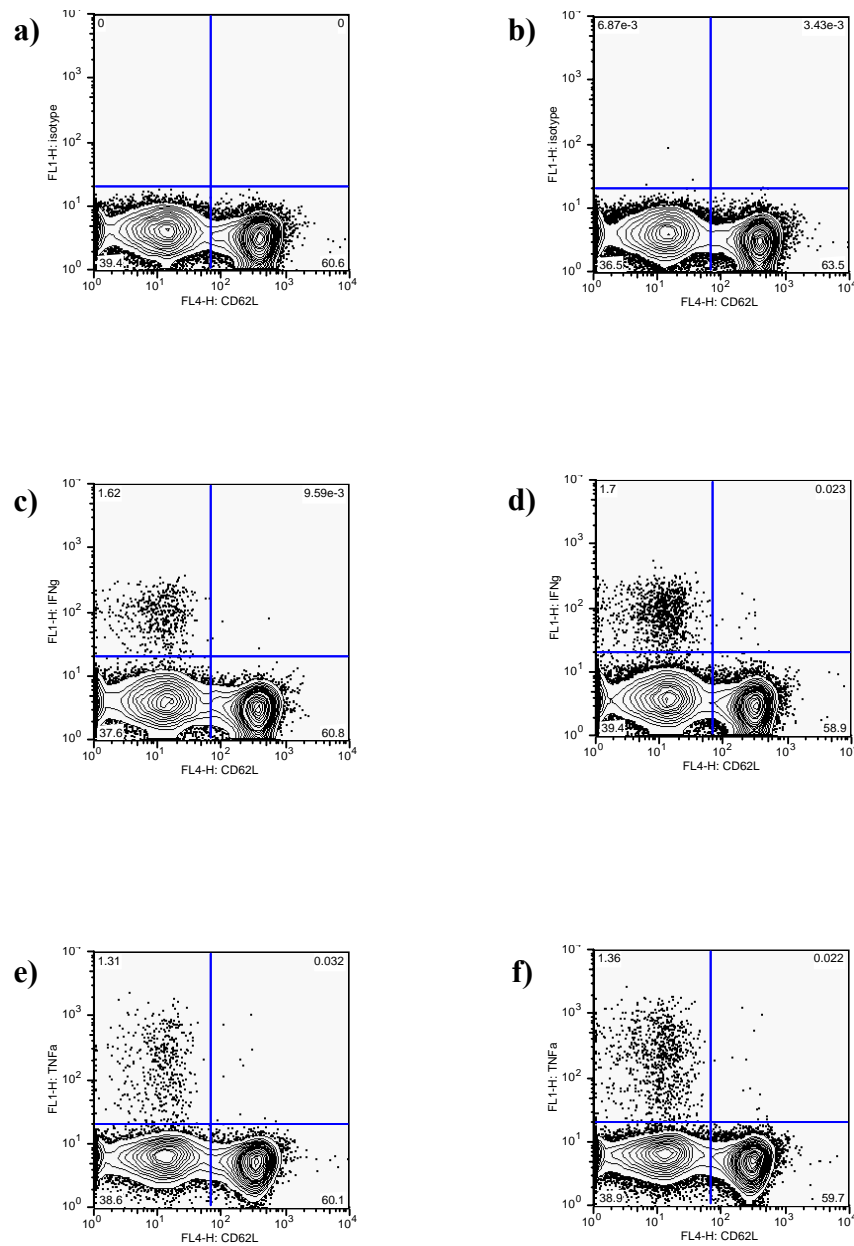 a)
0 0
10³
10²
10¹
10⁰
FL1-H: isotype
39.4 60.6
10⁰ 10¹ 10² 10³ 10⁴
FL4-H: CD62L
b)
6.87e-3 3.43e-3
10³
10²
10¹
10⁰
FL1-H: isotype
36.5 63.5
10⁰ 10¹ 10² 10³ 10⁴
FL4-H: CD62L
c)
1.62 9.59e-3
10³
10²
10¹
10⁰
FL1-H: IFNg
37.6 60.8
10⁰ 10¹ 10² 10³ 10⁴
FL4-H: CD62L
d)
1.7 0.023
10³
10²
10¹
10⁰
FL1-H: IFNg
39.4 58.9
10⁰ 10¹ 10² 10³ 10⁴
FL4-H: CD62L
e)
1.31 0.032
10³
10²
10¹
10⁰
FL1-H: TNFa
38.6 60.1
10⁰ 10¹ 10² 10³ 10⁴
FL4-H: CD62L
f)
1.36 0.022
10³
10²
10¹
10⁰
FL1-H: TNFa
38.9 59.7
10⁰ 10¹ 10² 10³ 10⁴
FL4-H: CD62L